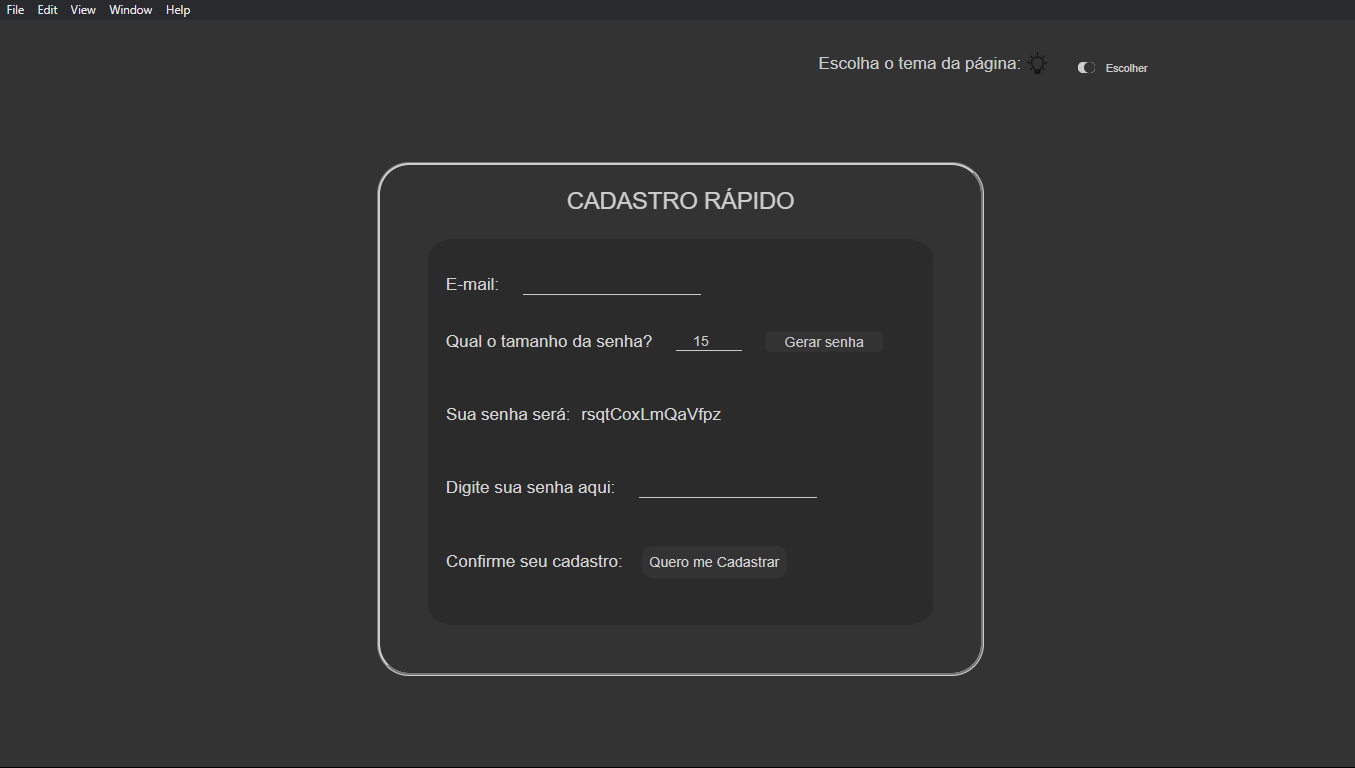 File Edit View Window Help
Escolha o tema da página: Escolher
CADASTRO RÁPIDO
E-mail:
Qual o tamanho da senha? 15 Gerar senha
Sua senha será: rsqtCoxLmQaVfpz
Digite sua senha aqui:
Confirme seu cadastro: Quero me Cadastrar